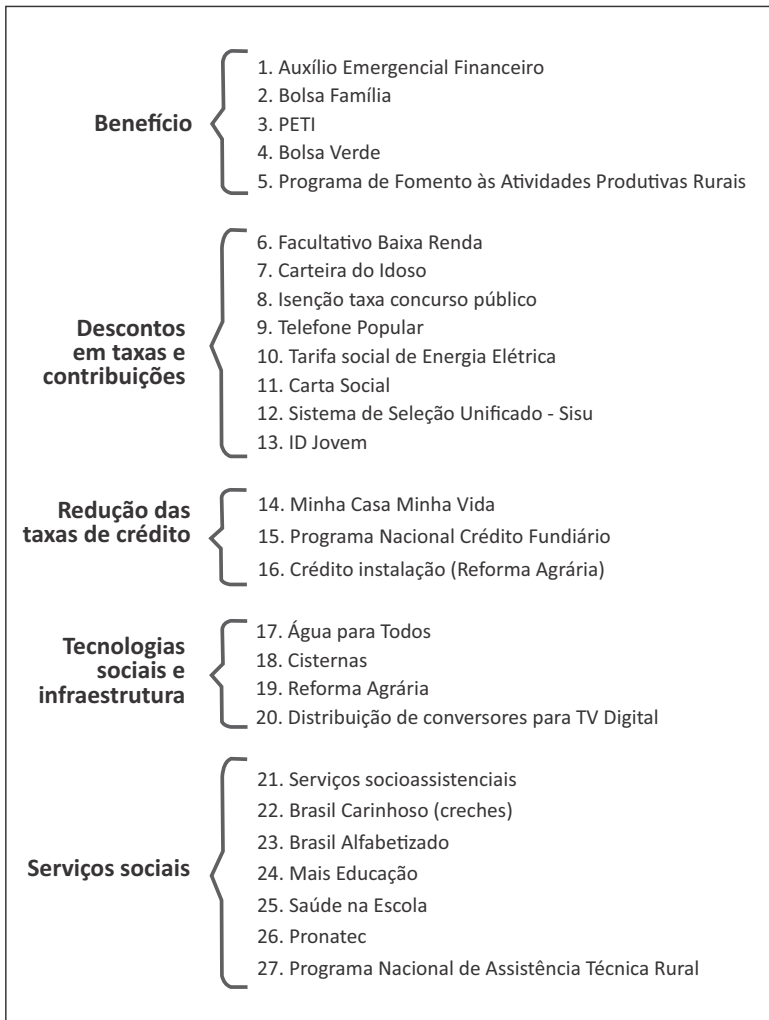 Benefício
1. Auxílio Emergencial Financeiro
2. Bolsa Família
3. PETI
4. Bolsa Verde
5. Programa de Fomento às Atividades Produtivas Rurais
Descontos
em taxas e
contribuições
6. Facultativo Baixa Renda
7. Carteira do Idoso
8. Isenção taxa concurso público
9. Telefone Popular
10. Tarifa social de Energia Elétrica
11. Carta Social
12. Sistema de Seleção Unificado - Sisu
13. ID Jovem
Redução das
taxas de crédito
14. Minha Casa Minha Vida
15. Programa Nacional Crédito Fundiário
16. Crédito instalação (Reforma Agrária)
Tecnologias
sociais e
infraestrutura
17. Água para Todos
18. Cisternas
19. Reforma Agrária
20. Distribuição de conversores para TV Digital
Serviços sociais
21. Serviços socioassistenciais
22. Brasil Carinhoso (creches)
23. Brasil Alfabetizado
24. Mais Educação
25. Saúde na Escola
26. Pronatec
27. Programa Nacional de Assistência Técnica Rural